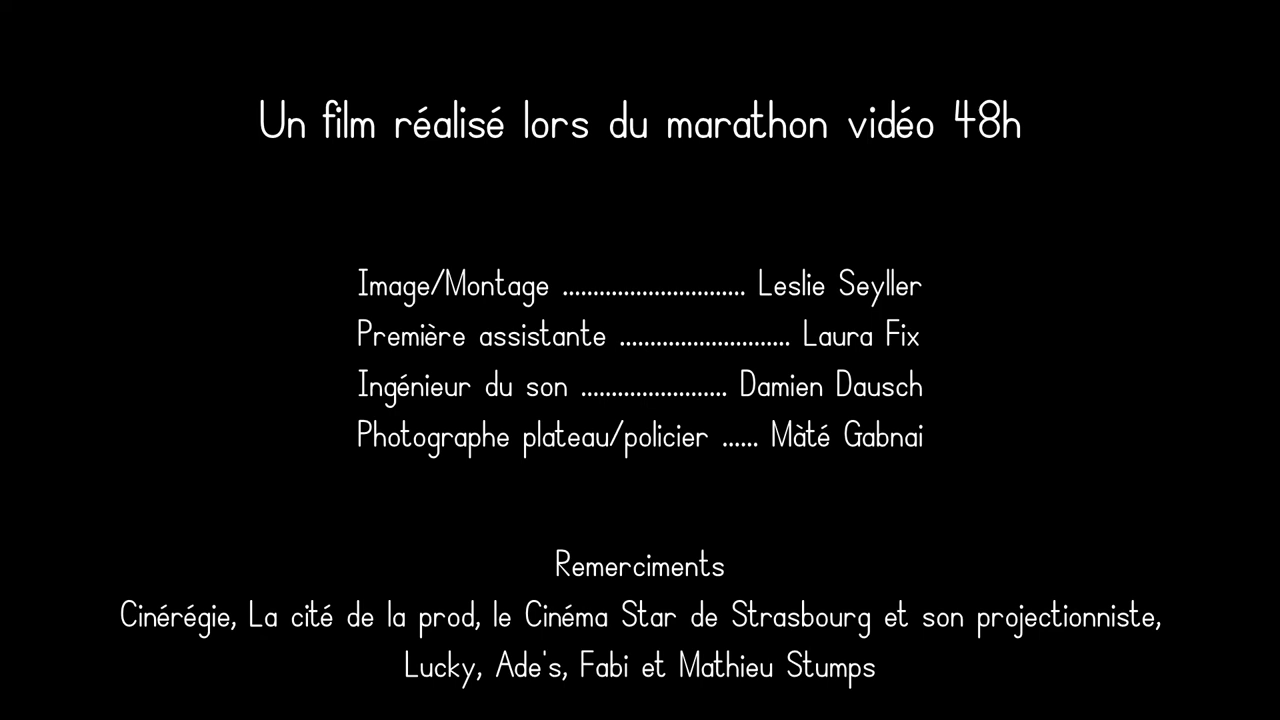 Un film réalisé lors du marathon vidéo 48h
Image/Montage .............................. Leslie Seyller
Première assistante ............................ Laura Fix
Ingénieur du son ........................ Damien Dausch
Photographe plateau/policier ...... Màté Gabnai
Remerciments
Cinérégie, La cité de la prod, le Cinéma Star de Strasbourg et son projectionniste,
Lucky, Ade's, Fabi et Mathieu Stumps